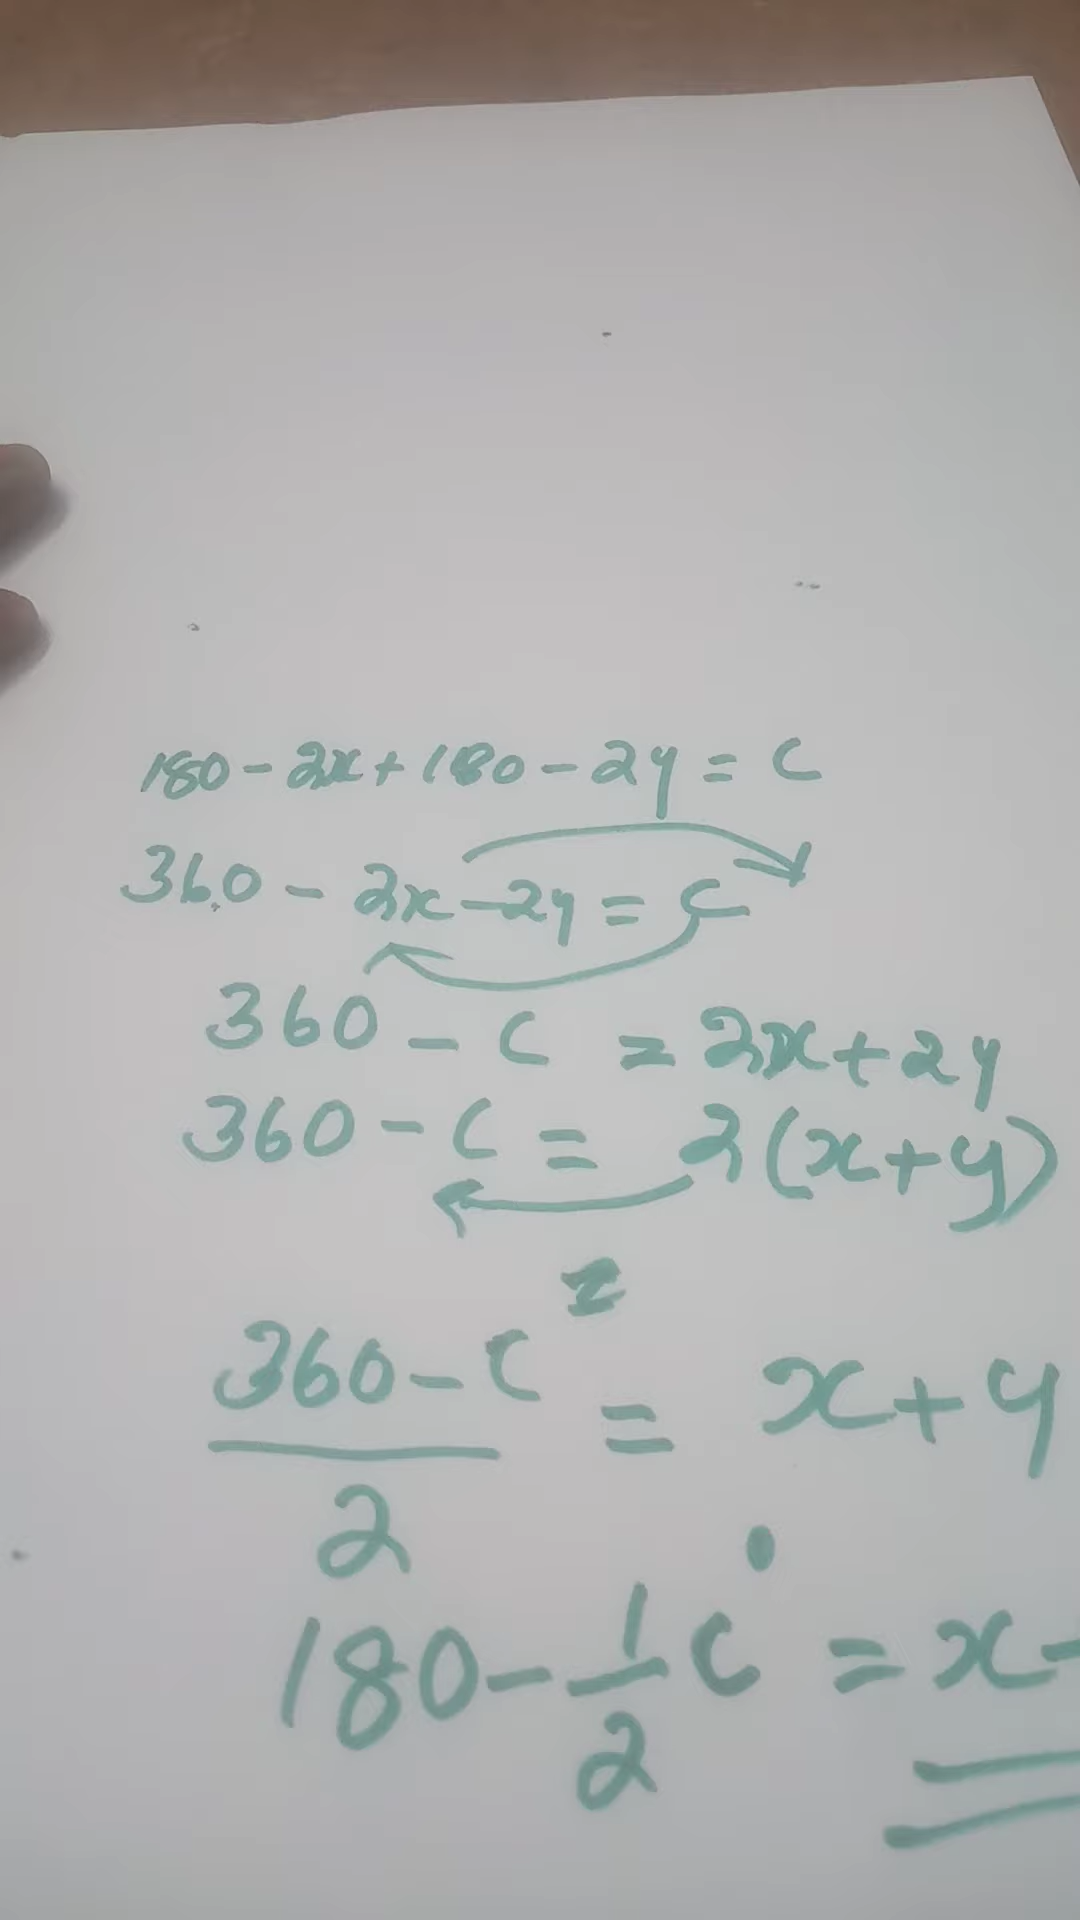 180 - 2x + 180 - 2y = C
360 - 2x - 2y = C
360 - C = 2x + 2y
360 - C = 2(x + y)
=
360 - C
/2 = x + y
180 - 1/2 C = x -